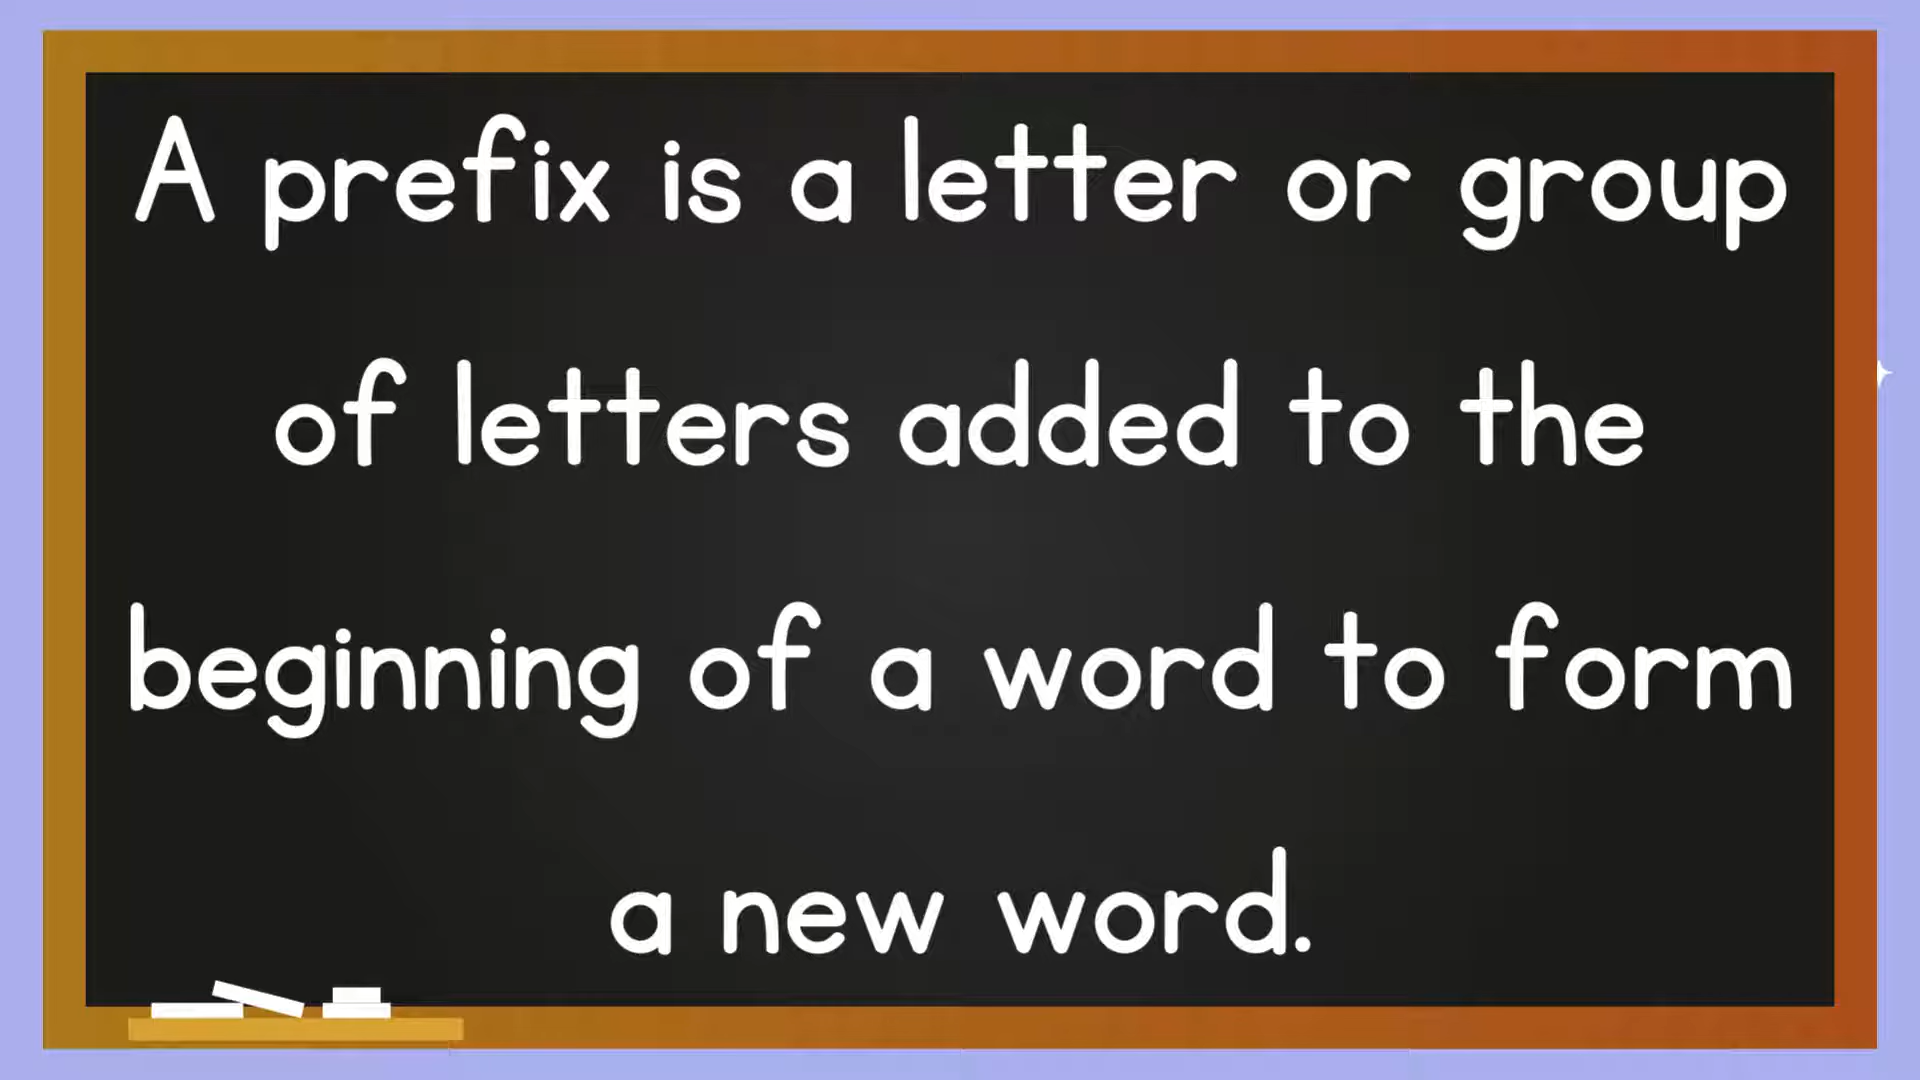 A prefix is a letter or group
of letters added to the
beginning of a word to form
a new word.